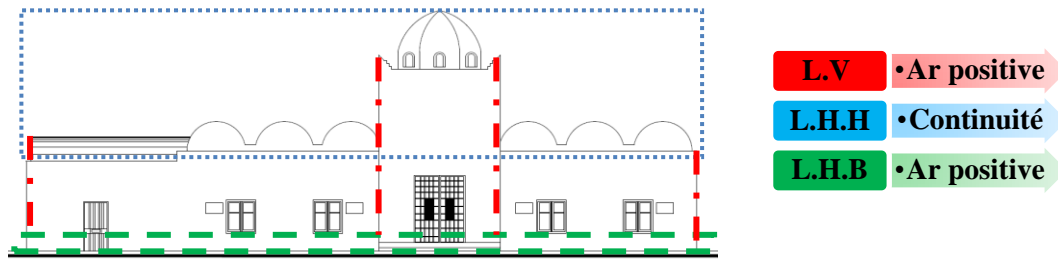 L.V •Ar positive
L.H.H •Continuité
L.H.B •Ar positive